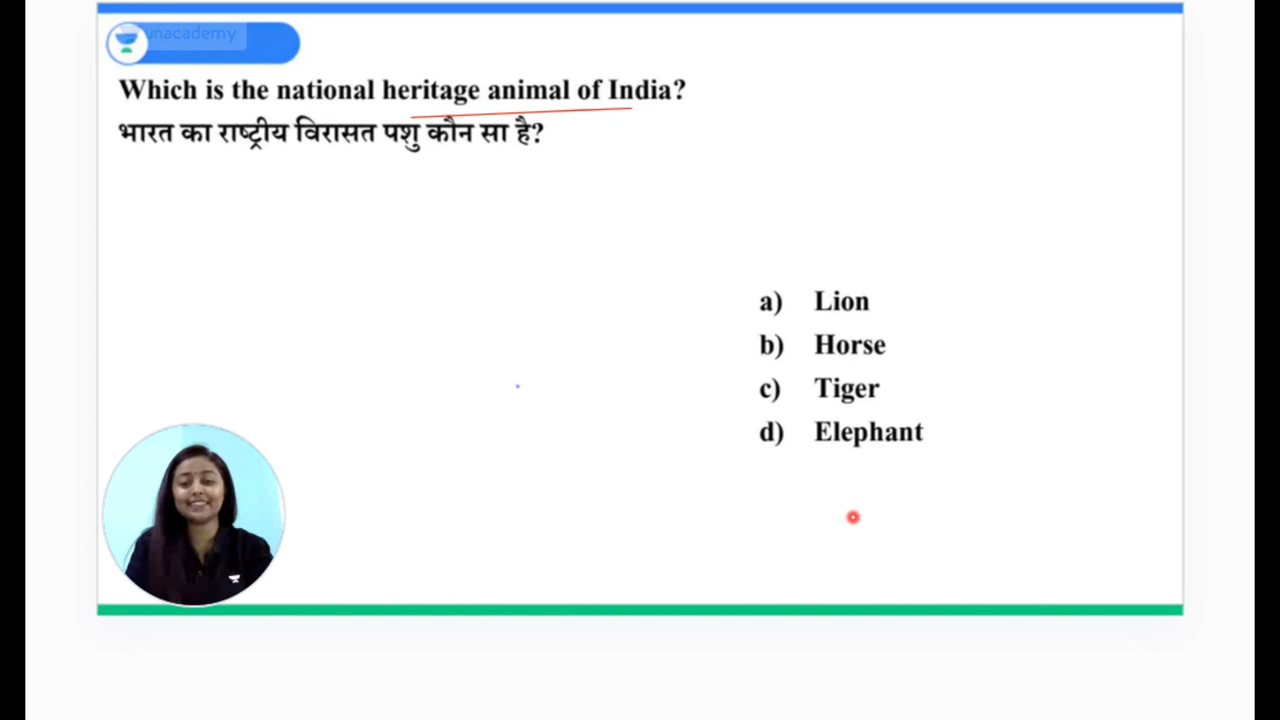 unacademy
Which is the national heritage animal of India?
भारत का राष्ट्रीय विरासत पशु कौन सा है?
a) Lion
b) Horse
c) Tiger
d) Elephant